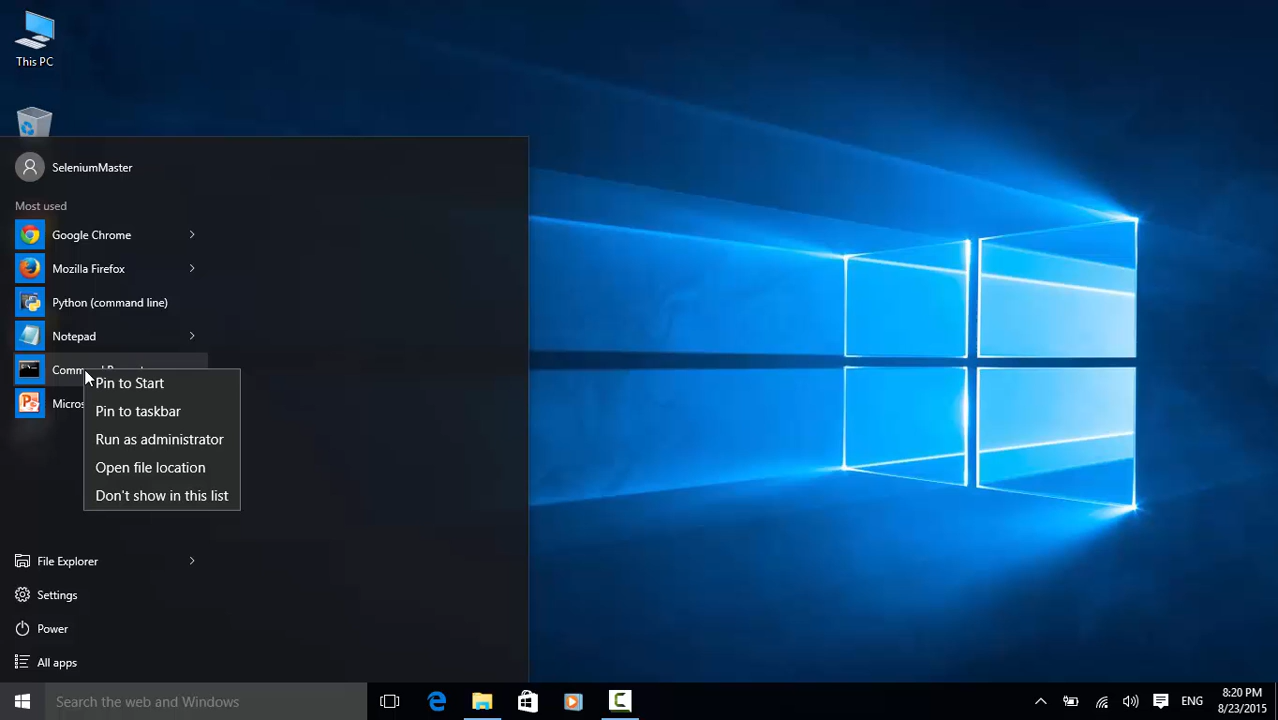 This PC
SeleniumMaster
Most used
Google Chrome
Mozilla Firefox
Python (command line)
Notepad
Pin to Start
Pin to taskbar
Run as administrator
Open file location
Don't show in this list
File Explorer
Settings
Power
All apps
Search the web and Windows
ENG
8:20 PM
8/23/2015